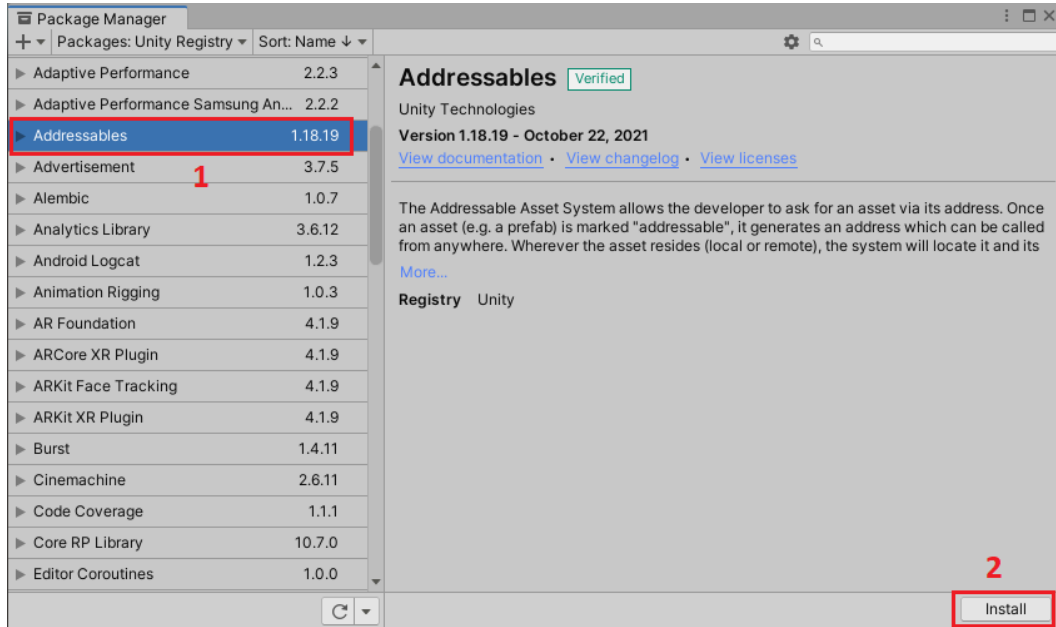 Package Manager
Packages: Unity Registry Sort: Name ↓
Adaptive Performance 2.2.3
Adaptive Performance Samsung An... 2.2.2
Addressables 1.18.19
1
Advertisement 3.7.5
Alembic 1.0.7
Analytics Library 3.6.12
Android Logcat 1.2.3
Animation Rigging 1.0.3
AR Foundation 4.1.9
ARCore XR Plugin 4.1.9
ARKit Face Tracking 4.1.9
ARKit XR Plugin 4.1.9
Burst 1.4.11
Cinemachine 2.6.11
Code Coverage 1.1.1
Core RP Library 10.7.0
Editor Coroutines 1.0.0
Addressables Verified
Unity Technologies
Version 1.18.19 - October 22, 2021
View documentation • View changelog • View licenses
The Addressable Asset System allows the developer to ask for an asset via its address. Once
an asset (e.g. a prefab) is marked "addressable", it generates an address which can be called
from anywhere. Wherever the asset resides (local or remote), the system will locate it and its
More...
Registry Unity
2
Install